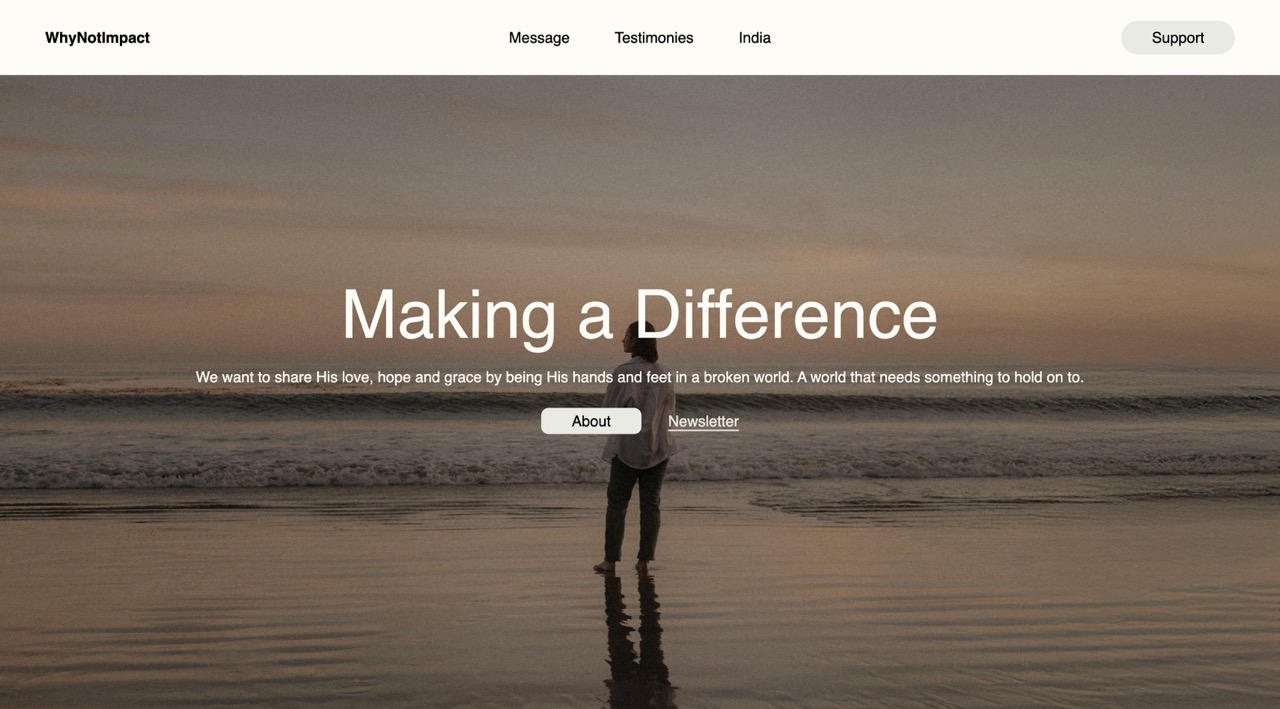 WhyNotImpact
Message
Testimonies
India
Support
Making a Difference
We want to share His love, hope and grace by being His hands and feet in a broken world. A world that needs something to hold on to.
About
Newsletter